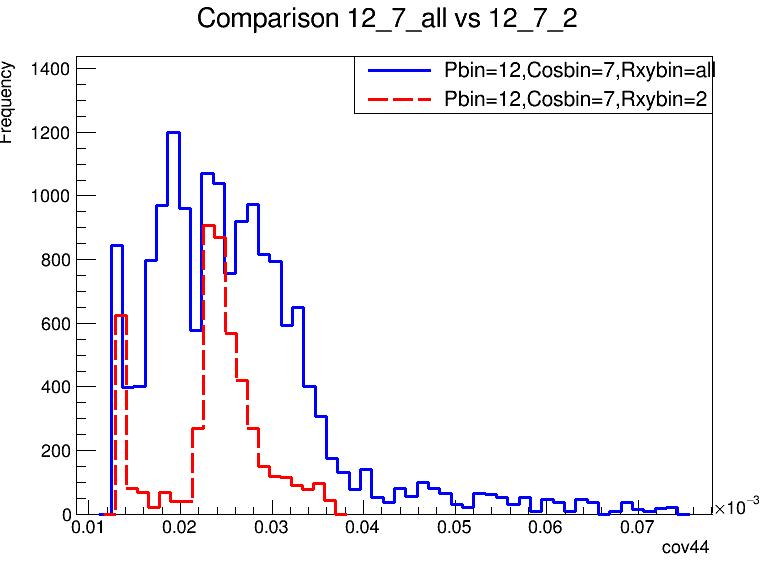 Comparison 12_7_all vs 12_7_2
Frequency
Pbin=12,Cosbin=7,Rxybin=all
Pbin=12,Cosbin=7,Rxybin=2
1400
1200
1000
800
600
400
200
0
0.01 0.02 0.03 0.04 0.05 0.06 0.07
×10⁻³
cov44